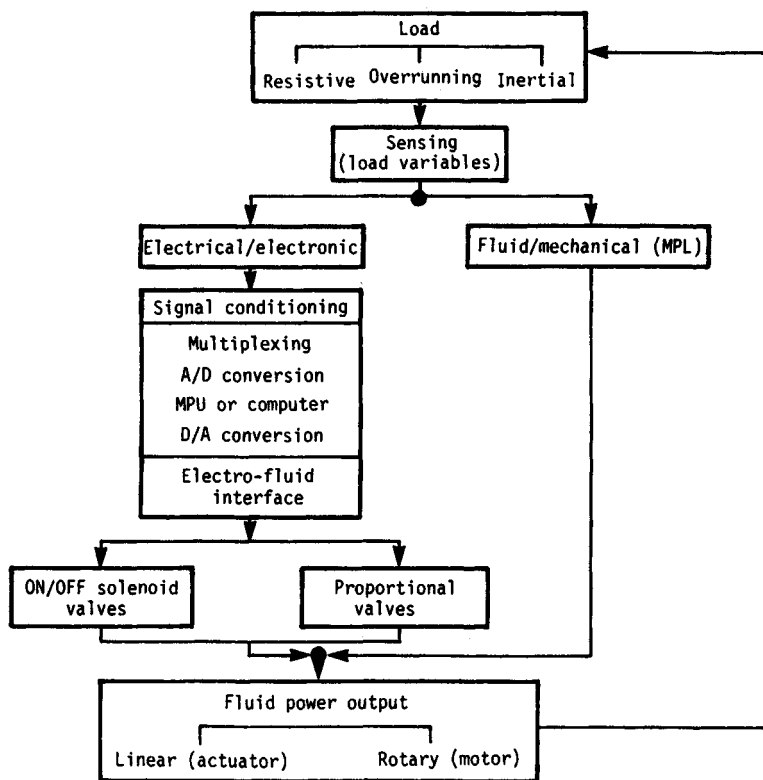 Load
Resistive Overrunning Inertial
Sensing
(load variables)
Electrical/electronic
Fluid/mechanical (MPL)
Signal conditioning
Multiplexing
A/D conversion
MPU or computer
D/A conversion
Electro-fluid
interface
ON/OFF solenoid
valves
Proportional
valves
Fluid power output
Linear (actuator) Rotary (motor)